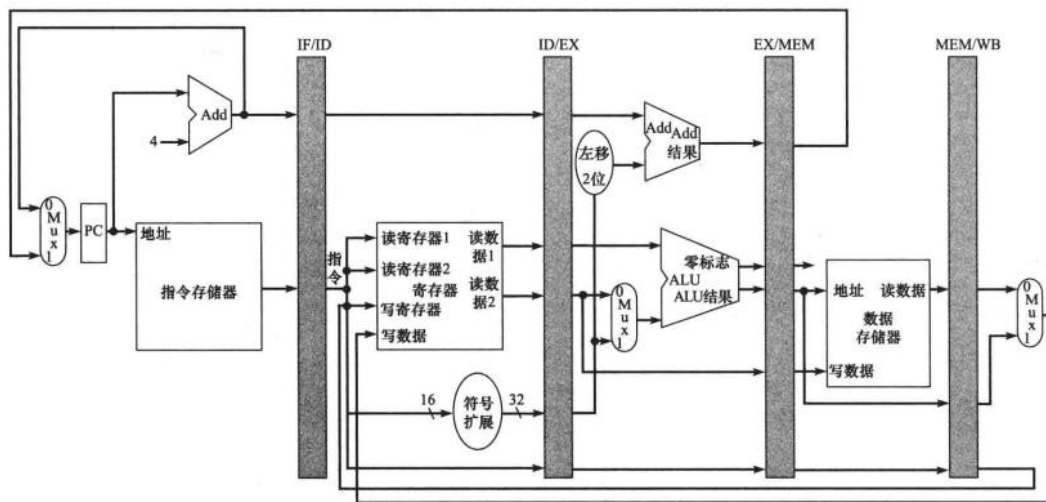 IF/ID
ID/EX
EX/MEM
MEM/WB
Add
4
Add Add
结果
左移
2位
0
M
u
x
1
PC
地址
指令存储器
指令
读寄存器1
读寄存器2
寄存器
写寄存器
写数据
读数
据1
读数
据2
0
M
u
x
1
零标志
ALU
ALU结果
地址
读数据
数据
存储器
写数据
0
M
u
x
1
16
符号
扩展
32